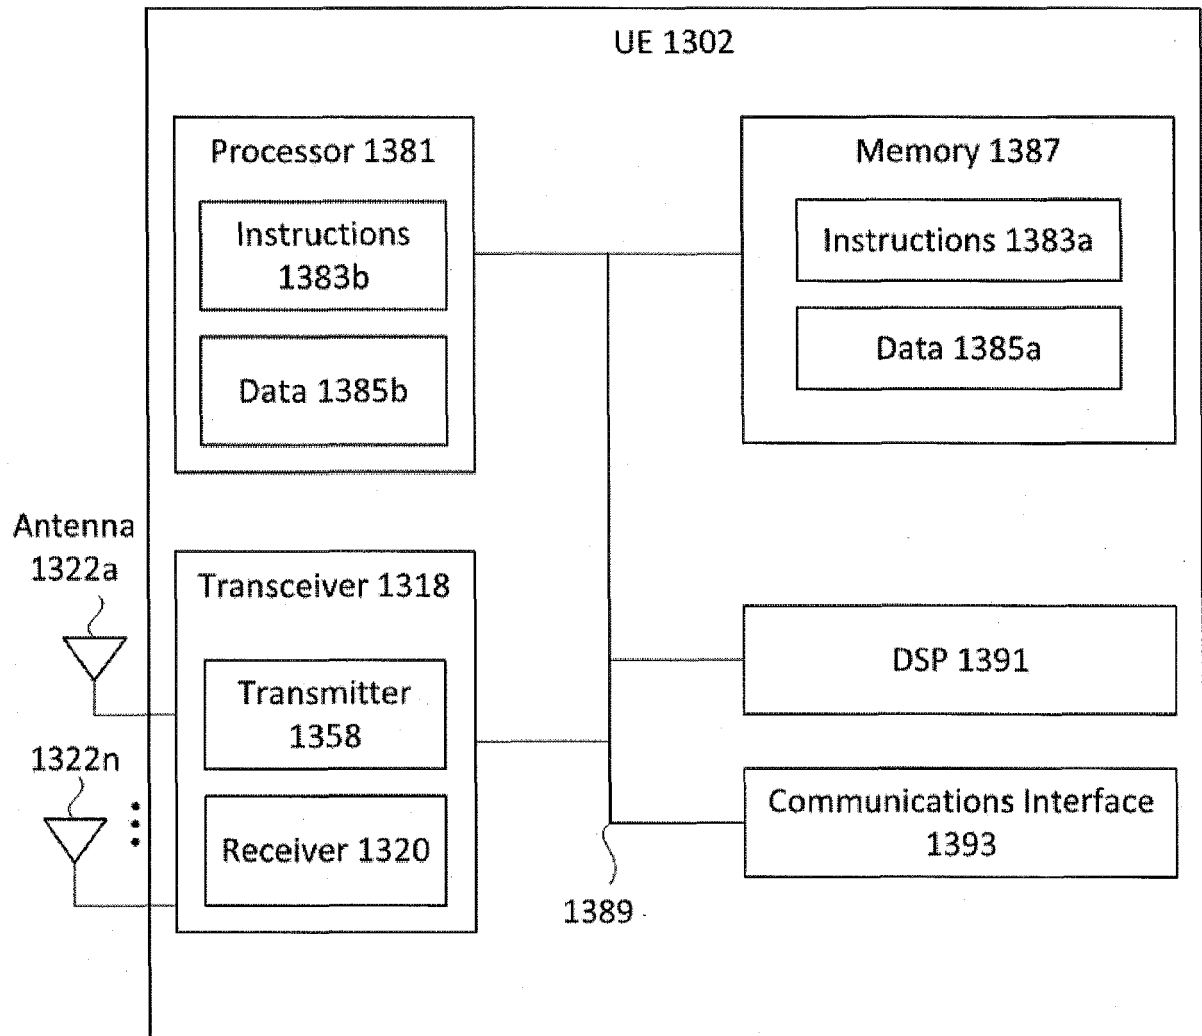 UE 1302
Processor 1381
Instructions
1383b
Data 1385b
Memory 1387
Instructions 1383a
Data 1385a
Antenna
1322a
1322n
Transceiver 1318
Transmitter
1358
Receiver 1320
DSP 1391
Communications Interface
1393
1389